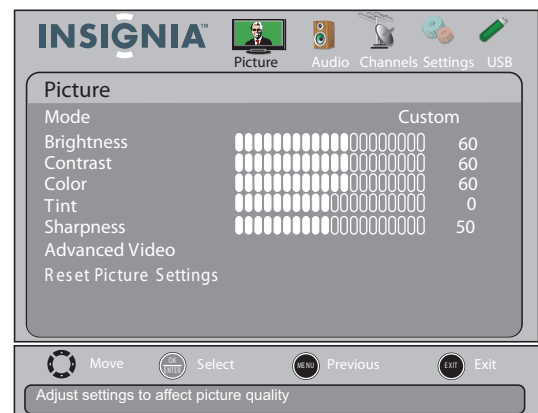 INSIGNIA™
Picture Audio Channels Settings USB
Picture
Mode Custom
Brightness 60
Contrast 60
Color 60
Tint 0
Sharpness 50
Advanced Video
Reset Picture Settings
Move OK ENTER Select MENU Previous EXIT Exit
Adjust settings to affect picture quality